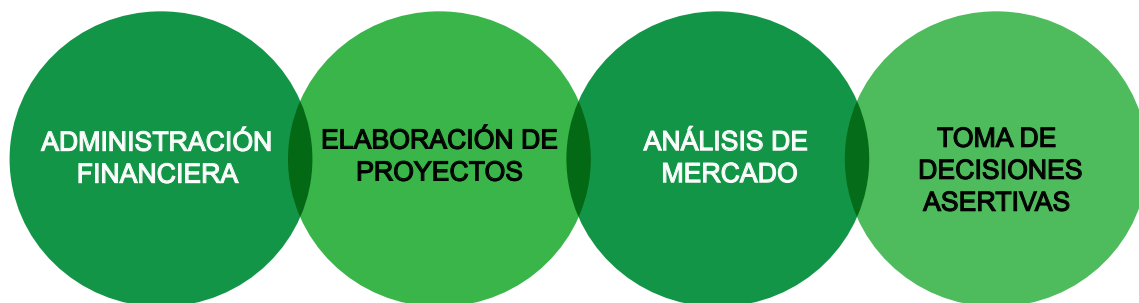 ADMINISTRACIÓN
FINANCIERA
ELABORACIÓN DE
PROYECTOS
ANÁLISIS DE
MERCADO
TOMA DE
DECISIONES
ASERTIVAS